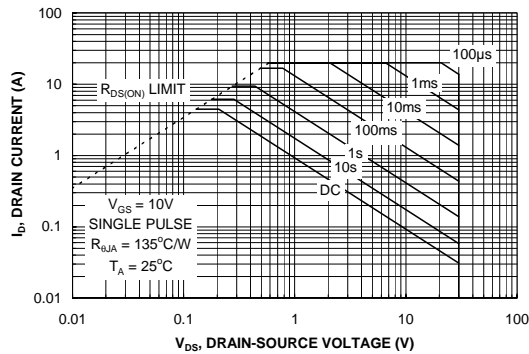 100
10
1
0.1
0.01
I_D, DRAIN CURRENT (A)
R_DS(ON) LIMIT
100µs
1ms
10ms
100ms
1s
10s
DC
V_GS = 10V
SINGLE PULSE
R_θJA = 135°C/W
T_A = 25°C
0.01 0.1 1 10 100
V_DS, DRAIN-SOURCE VOLTAGE (V)